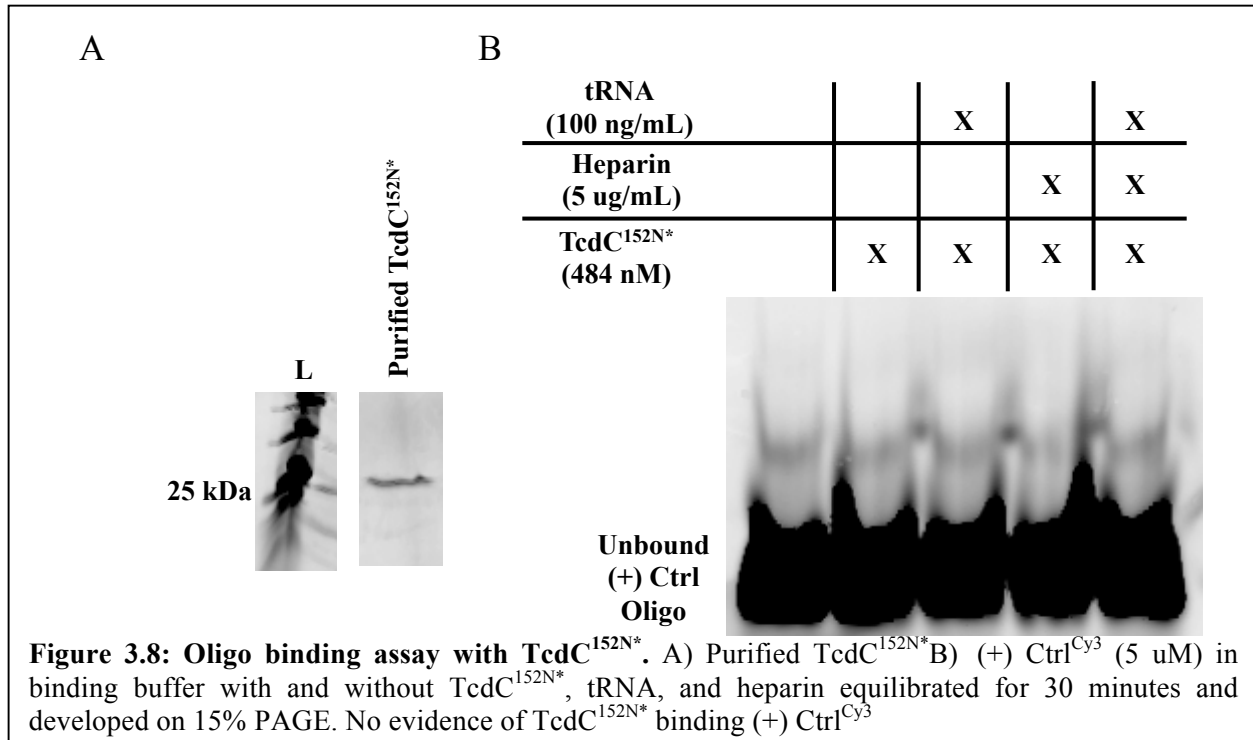 A
B
tRNA
(100 ng/mL)
X
X
Heparin
(5 ug/mL)
X
X
TcdC152N*
(484 nM)
X
X
X
X
L
Purified TcdC152N*
25 kDa
Unbound
(+) Ctrl
Oligo
Figure 3.8: Oligo binding assay with TcdC152N*. A) Purified TcdC152N*B) (+) CtrlCy3 (5 uM) in
binding buffer with and without TcdC152N*, tRNA, and heparin equilibrated for 30 minutes and
developed on 15% PAGE. No evidence of TcdC152N* binding (+) CtrlCy3